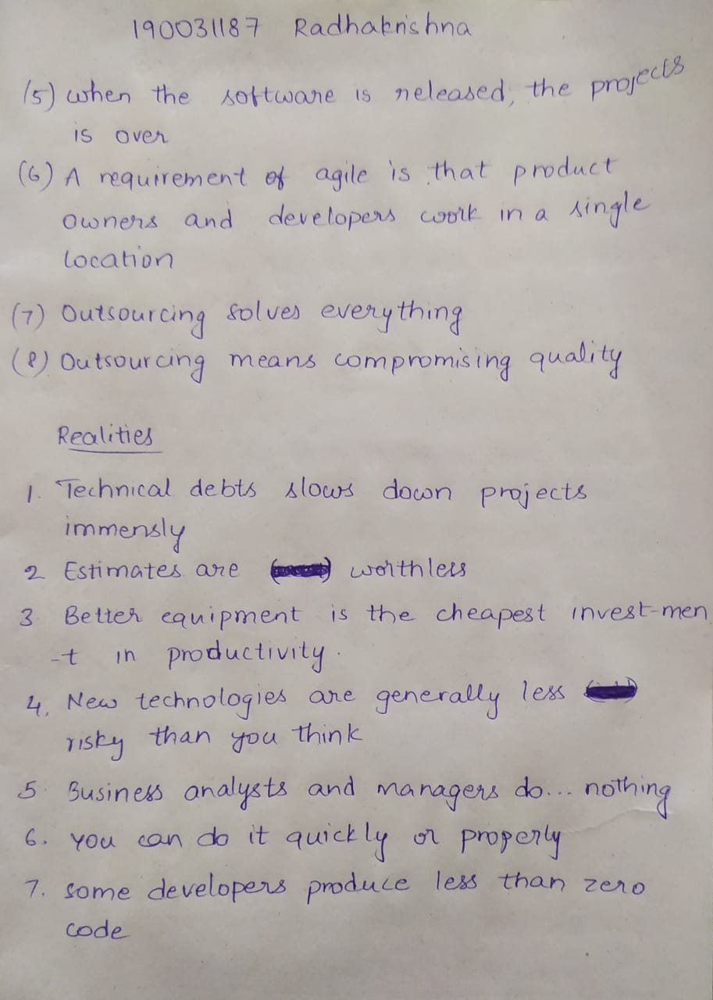 190031187 Radhakrishna
(5) when the software is released, the projects
is over
(6) A requirement of agile is that product
owners and developers work in a single
location
(7) Outsourcing solves everything
(8) Outsourcing means compromising quality
Realities
1. Technical debts slows down projects
immensly
2 Estimates are worthless
3 Better equipment is the cheapest invest-men
-t in productivity.
4. New technologies are generally less
risky than you think
5. Business analysts and managers do... nothing
6. you can do it quickly or properly
7. some developers produce less than zero
code